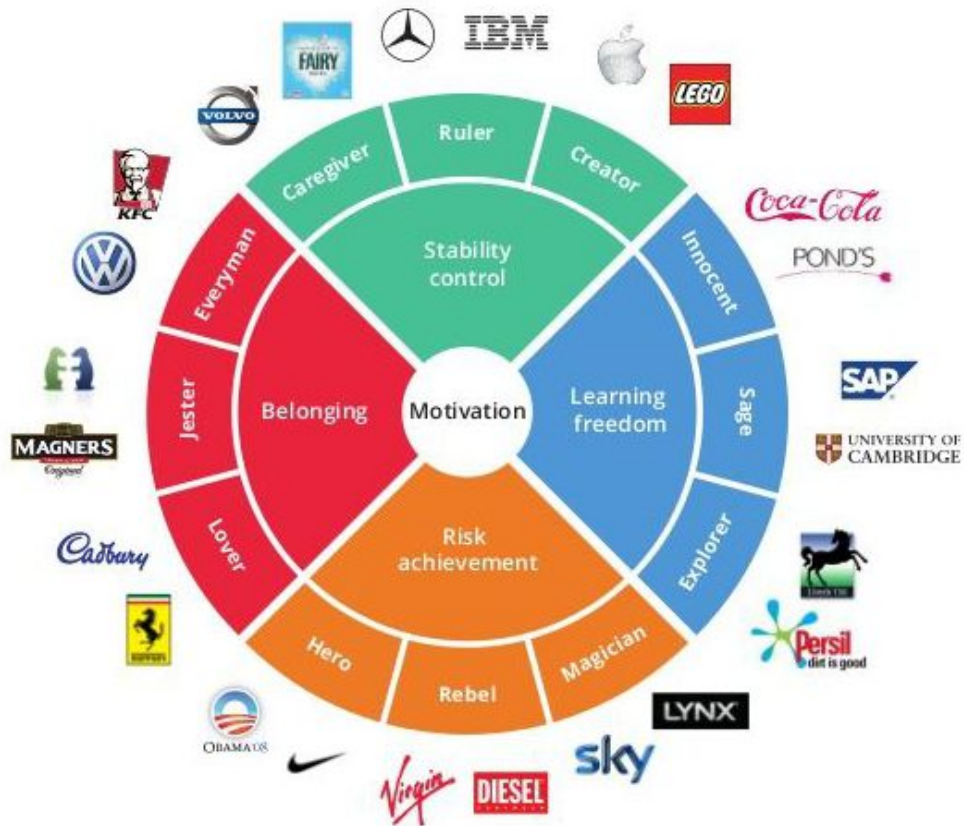 IBM
FAIRY
LEGO
VOLVO
KFC
Coca-Cola
POND'S
SAP
UNIVERSITY OF
CAMBRIDGE
Persil
dirt is good
LYNX
sky
DIESEL
Virgin
OBAMA'08
Cadbury
MAGNERS
Original
Caregiver
Ruler
Creator
Innocent
Sage
Explorer
Magician
Rebel
Hero
Lover
Jester
Everyman
Stability
control
Learning
freedom
Risk
achievement
Belonging
Motivation